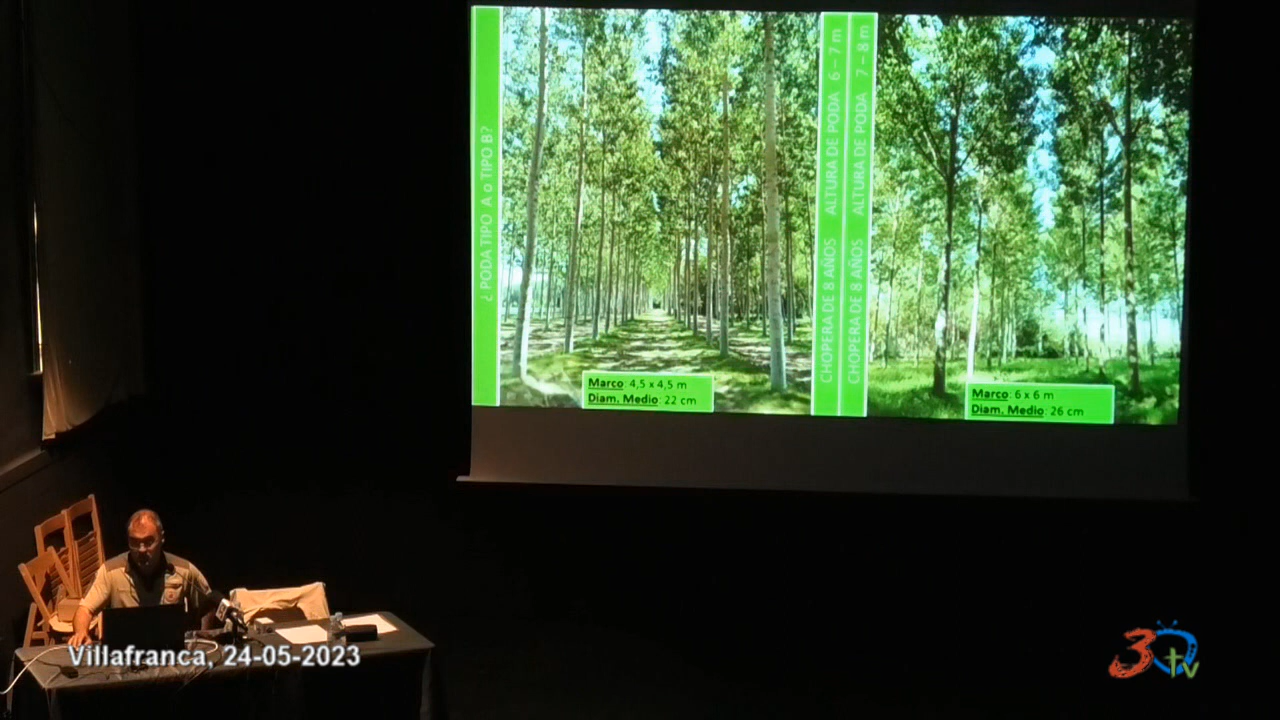 ¿ PODA TIPO A o TIPO B?
CHOPERA DE 8 AÑOS ALTURA DE PODA 6 – 7 m
CHOPERA DE 8 AÑOS ALTURA DE PODA 7 – 8 m
Marco: 4,5 x 4,5 m
Diam. Medio: 22 cm
Marco: 6 x 6 m
Diam. Medio: 26 cm
Villafranca, 24-05-2023
30tv